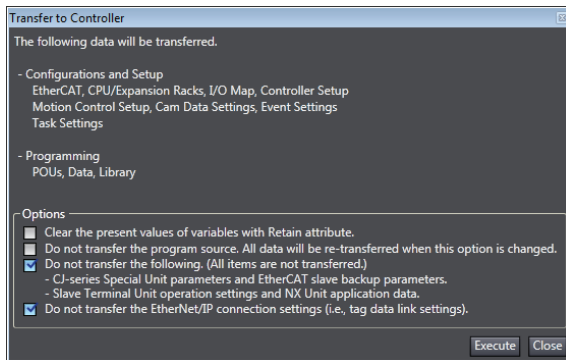 Transfer to Controller
The following data will be transferred.
- Configurations and Setup
EtherCAT, CPU/Expansion Racks, I/O Map, Controller Setup
Motion Control Setup, Cam Data Settings, Event Settings
Task Settings
- Programming
POUs, Data, Library
Options
Clear the present values of variables with Retain attribute.
Do not transfer the program source. All data will be re-transferred when this option is changed.
Do not transfer the following. (All items are not transferred.)
- CJ-series Special Unit parameters and EtherCAT slave backup parameters.
- Slave Terminal Unit operation settings and NX Unit application data.
Do not transfer the EtherNet/IP connection settings (i.e., tag data link settings).
Execute Close